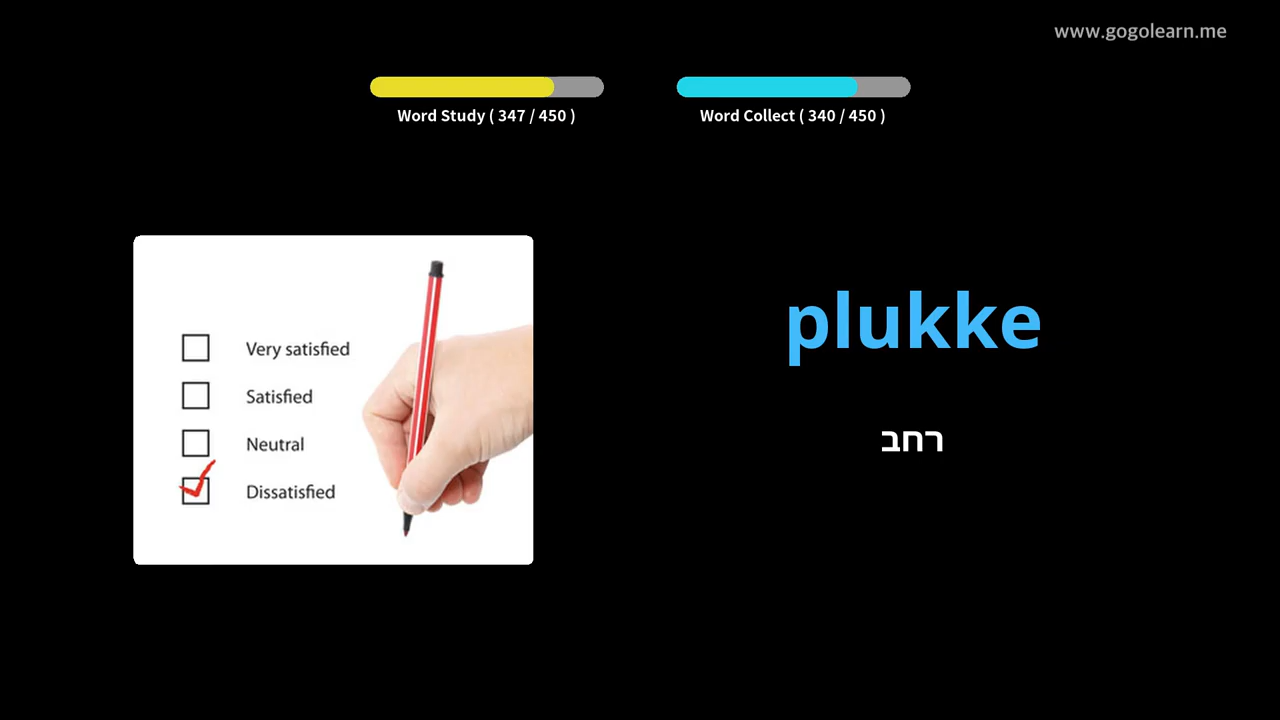 www.gogolearn.me
Word Study ( 347 / 450 )
Word Collect ( 340 / 450 )
Very satisfied
Satisfied
Neutral
Dissatisfied
plukke
רחב